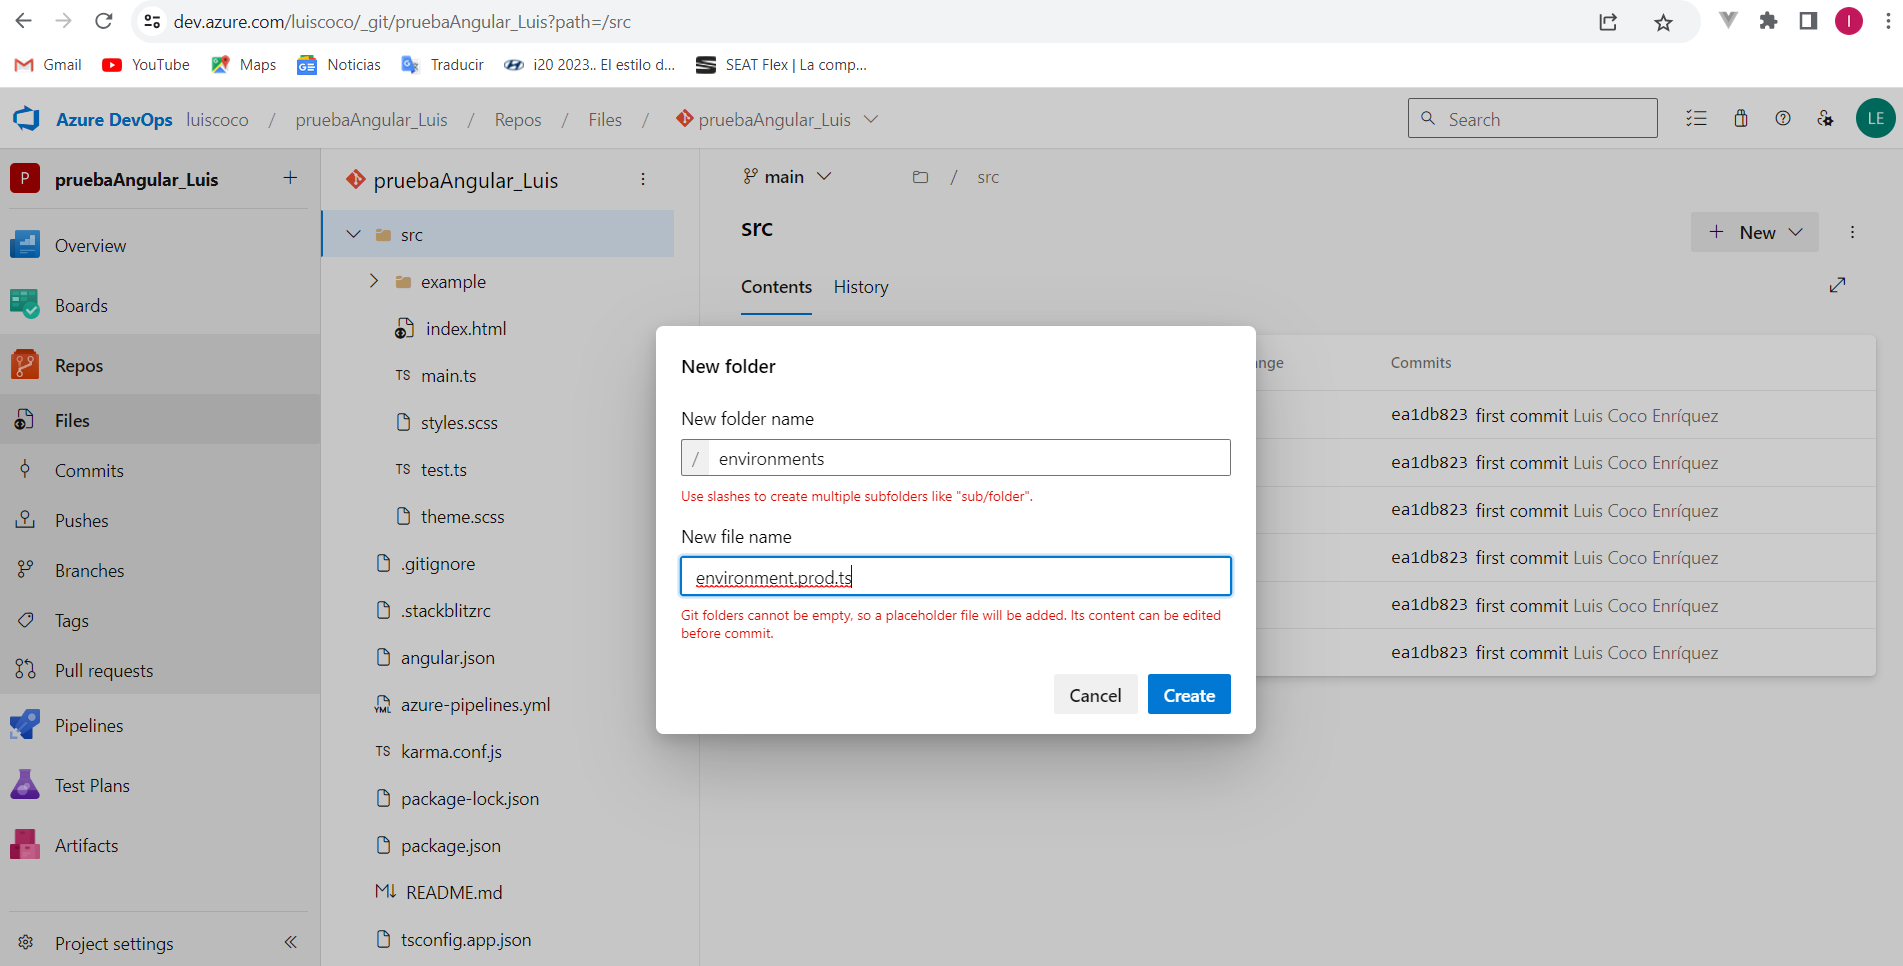 dev.azure.com/luiscoco/_git/pruebaAngular_Luis?path=/src
I
Gmail
YouTube
Maps
Noticias
Traducir
i20 2023.. El estilo d...
SEAT Flex | La comp...
Azure DevOps luiscoco / pruebaAngular_Luis / Repos / Files / pruebaAngular_Luis
Search
LE
P pruebaAngular_Luis
Overview
Boards
Repos
Files
Commits
Pushes
Branches
Tags
Pull requests
Pipelines
Test Plans
Artifacts
Project settings
pruebaAngular_Luis
src
example
index.html
TS main.ts
styles.scss
TS test.ts
theme.scss
.gitignore
.stackblitzrc
angular.json
YML azure-pipelines.yml
TS karma.conf.js
package-lock.json
package.json
M↓ README.md
tsconfig.app.json
main
/ src
src
New
Contents
History
nge
Commits
ea1db823 first commit Luis Coco Enríquez
ea1db823 first commit Luis Coco Enríquez
ea1db823 first commit Luis Coco Enríquez
ea1db823 first commit Luis Coco Enríquez
ea1db823 first commit Luis Coco Enríquez
ea1db823 first commit Luis Coco Enríquez
New folder
New folder name
/ environments
Use slashes to create multiple subfolders like "sub/folder".
New file name
environment.prod.ts
Git folders cannot be empty, so a placeholder file will be added. Its content can be edited
before commit.
Cancel
Create